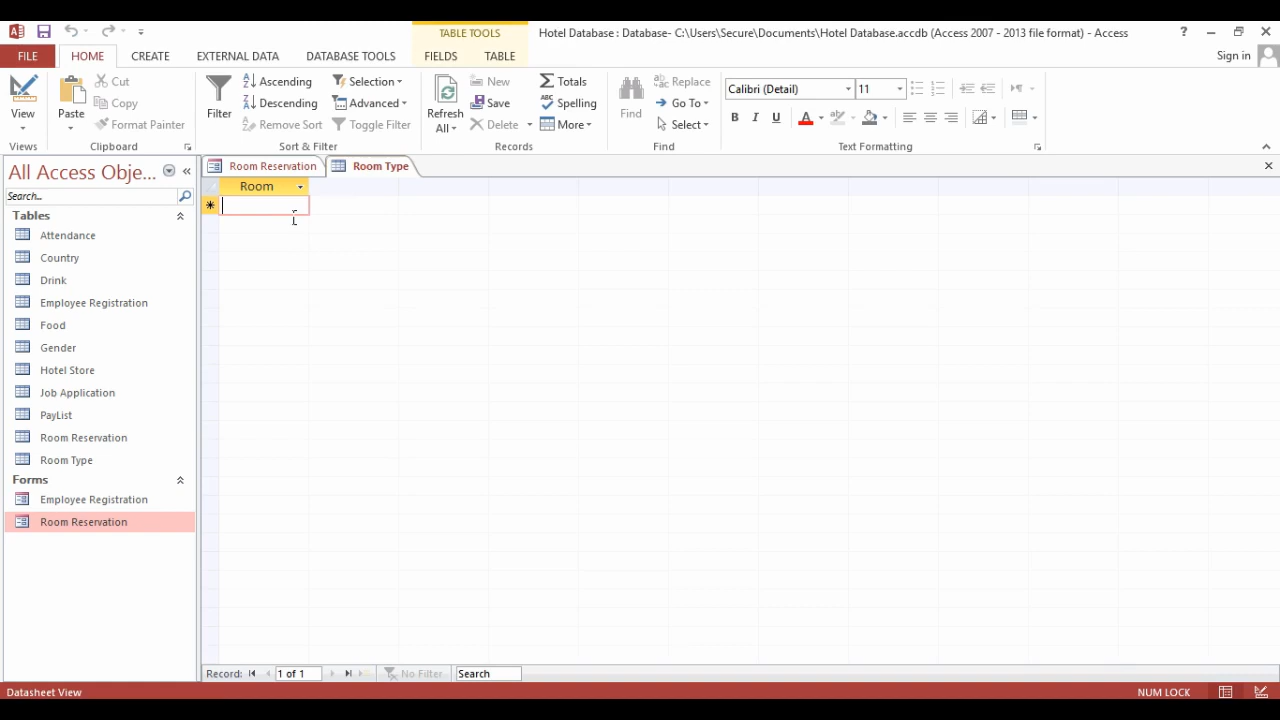 TABLE TOOLS
Hotel Database : Database- C:\Users\Secure\Documents\Hotel Database.accdb (Access 2007 - 2013 file format) - Access
?
FILE HOME CREATE EXTERNAL DATA DATABASE TOOLS FIELDS TABLE Sign in
View
Views
Paste
Cut
Copy
Format Painter
Clipboard
Filter
Ascending
Descending
Remove Sort
Selection
Advanced
Toggle Filter
Sort & Filter
Refresh
All
New
Save
Delete
Totals
Spelling
More
Records
Find
Replace
Go To
Select
Find
Calibri (Detail) 11
B I U A
Text Formatting
All Access Obje...
Search...
Tables
Attendance
Country
Drink
Employee Registration
Food
Gender
Hotel Store
Job Application
PayList
Room Reservation
Room Type
Forms
Employee Registration
Room Reservation
Room Reservation Room Type
Room
Record: 1 of 1 No Filter Search
Datasheet View NUM LOCK